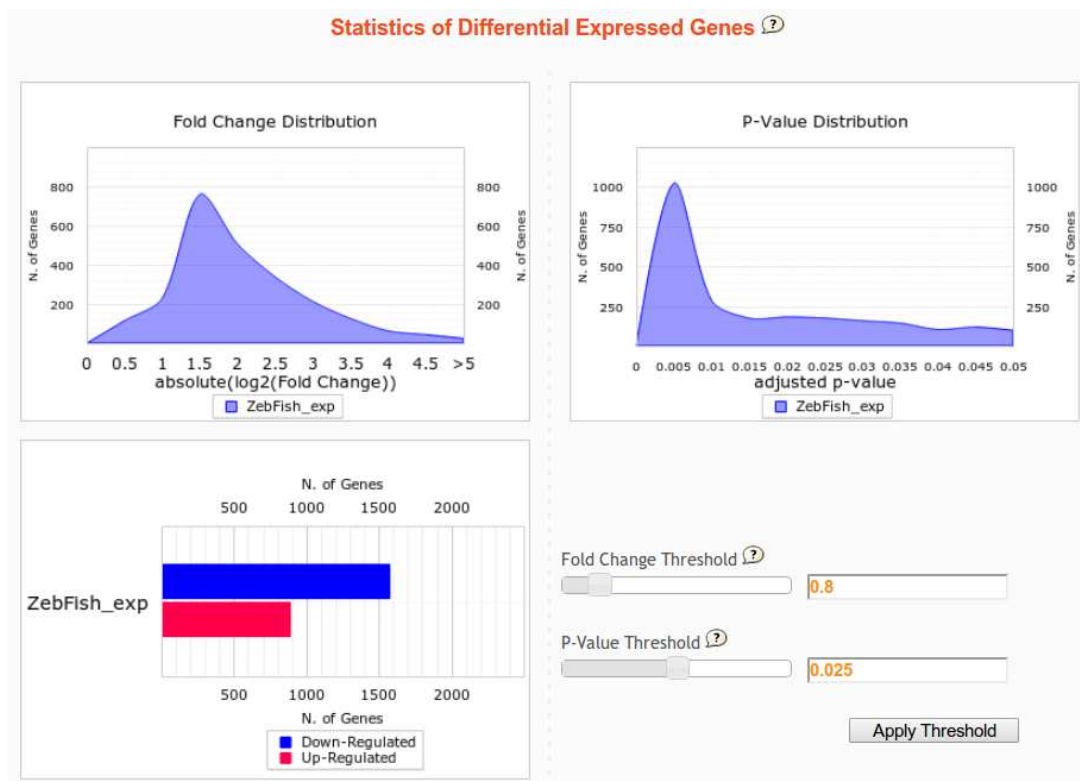 Statistics of Differential Expressed Genes ?
Fold Change Distribution
800 800
600 600
400 400
200 200
N. of Genes
N. of Genes
0 0.5 1 1.5 2 2.5 3 3.5 4 4.5 >5
absolute(log2(Fold Change))
ZebFish_exp
P-Value Distribution
1000 1000
750 750
500 500
250 250
N. of Genes
N. of Genes
0 0.005 0.01 0.015 0.02 0.025 0.03 0.035 0.04 0.045 0.05
adjusted p-value
ZebFish_exp
N. of Genes
500 1000 1500 2000
ZebFish_exp
500 1000 1500 2000
N. of Genes
Down-Regulated
Up-Regulated
Fold Change Threshold ?
0.8
P-Value Threshold ?
0.025
Apply Threshold